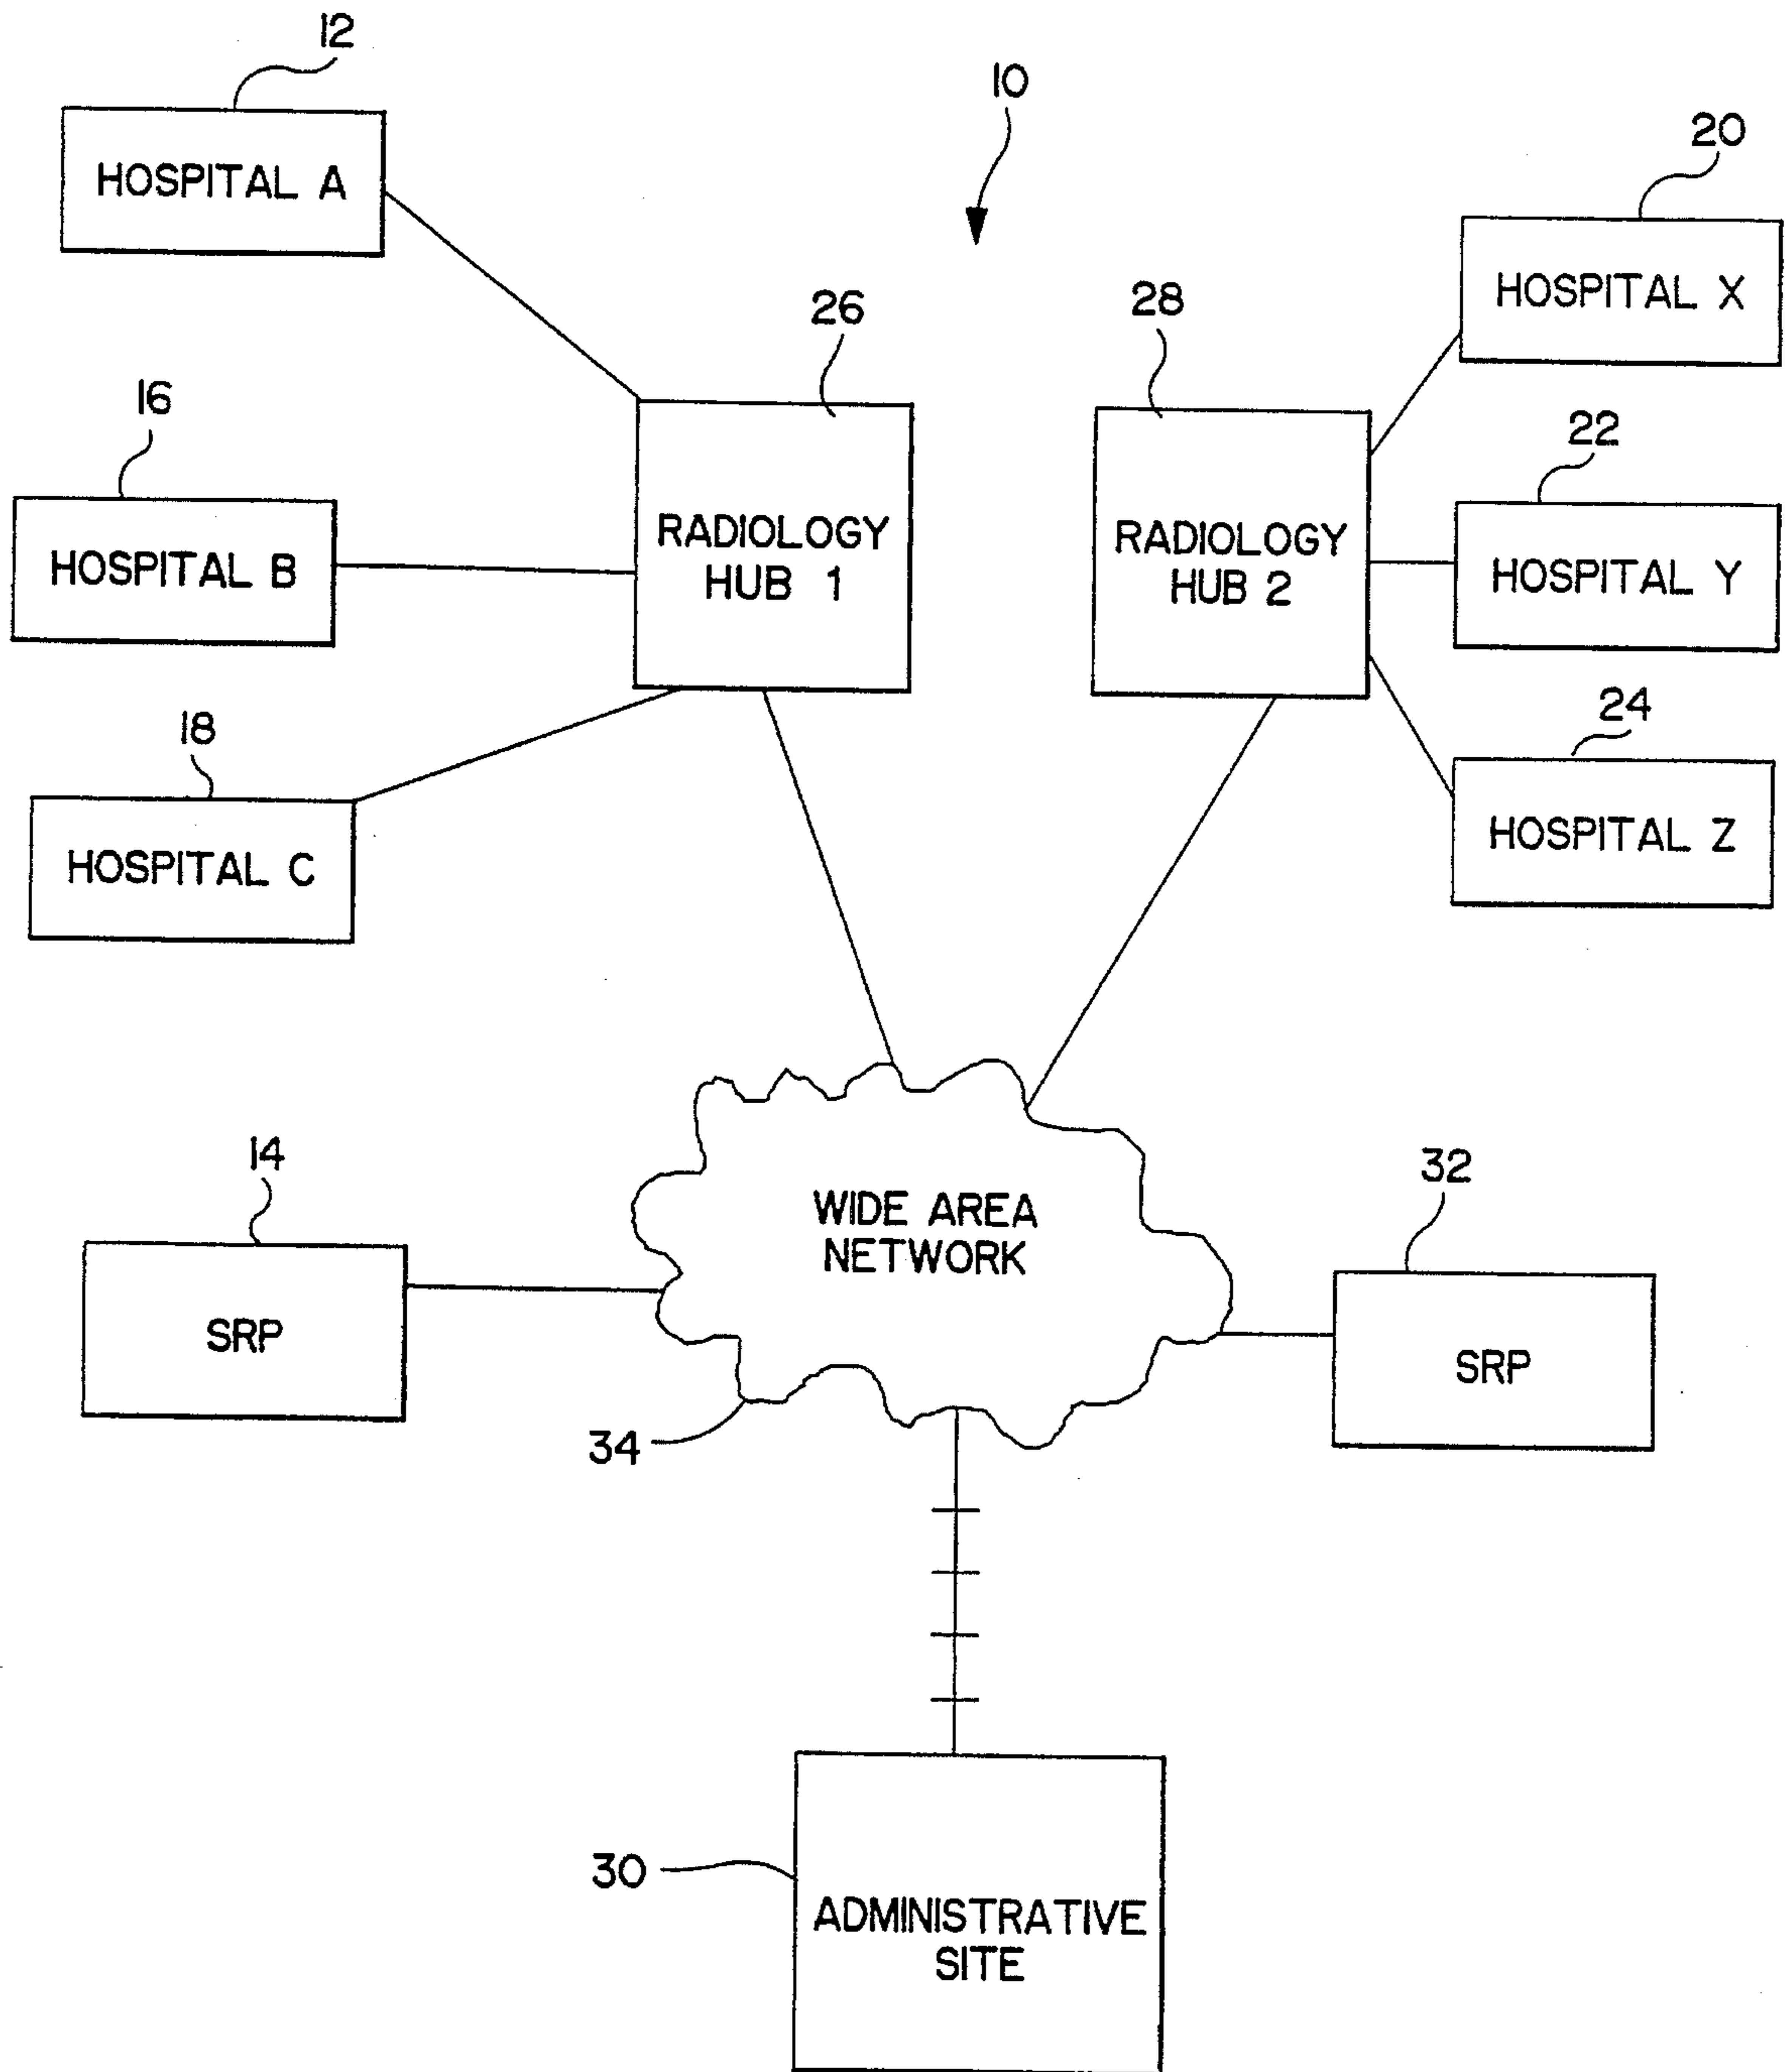 12
HOSPITAL A
10
20
HOSPITAL X
26
RADIOLOGY
HUB 1
28
RADIOLOGY
HUB 2
16
HOSPITAL B
22
HOSPITAL Y
18
HOSPITAL C
24
HOSPITAL Z
14
SRP
WIDE AREA
NETWORK
34
32
SRP
30
ADMINISTRATIVE
SITE